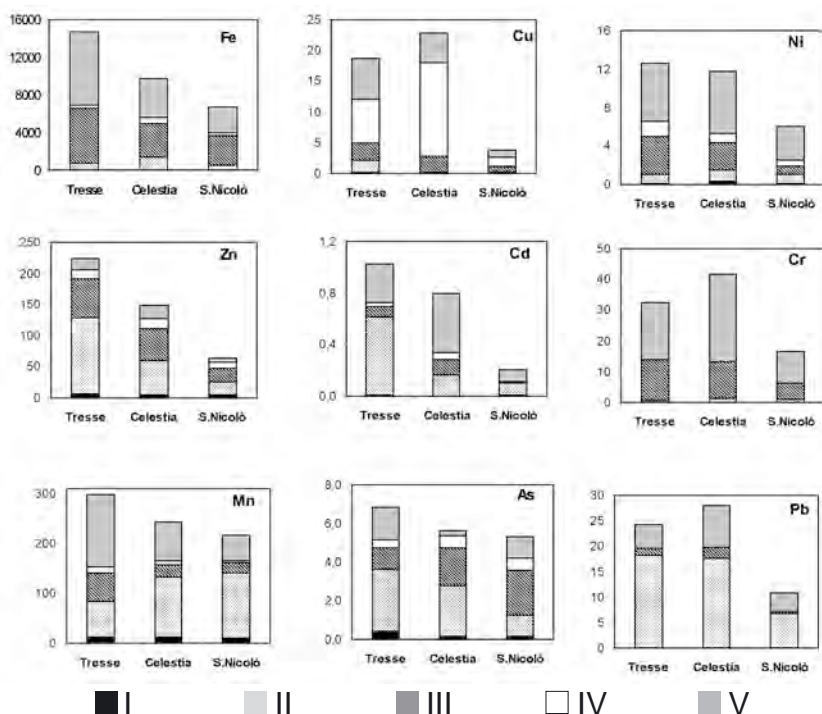 Fe
16000
12000
8000
4000
0
Tresse Celestia S.Nicolò
Cu
25
20
15
10
5
0
Tresse Celestia S.Nicolò
Ni
16
12
8
4
0
Tresse Celestia S.Nicolò
Zn
250
200
150
100
50
0
Tresse Celestia S.Nicolò
Cd
1,2
0,8
0,4
0,0
Tresse Celestia S.Nicolò
Cr
50
40
30
20
10
0
Tresse Celestia S.Nicolò
Mn
300
200
100
0
Tresse Celestia S.Nicolò
As
8,0
6,0
4,0
2,0
0,0
Tresse Celestia S.Nicolò
Pb
30
25
20
15
10
5
0
Tresse Celestia S.Nicolò
I II III IV V